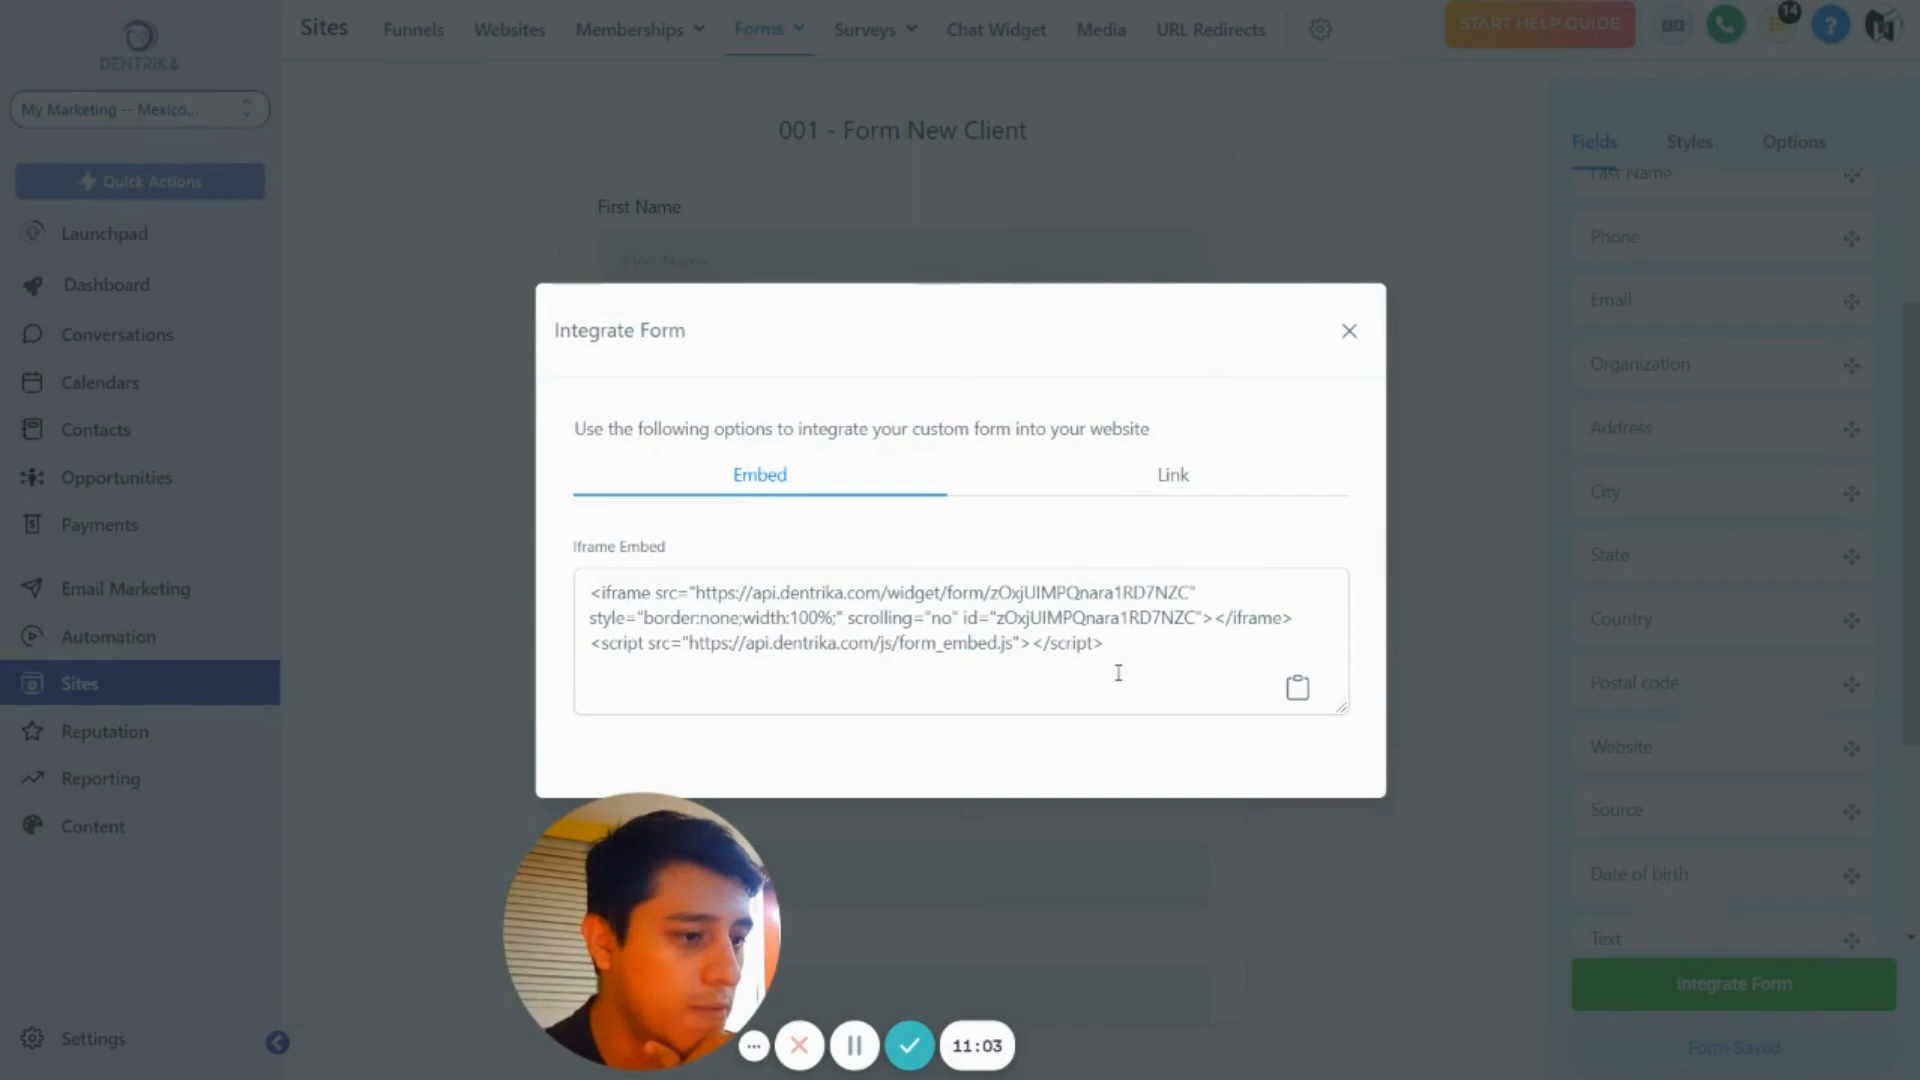 DENTRIKA
My Marketing -- Mexico...
Quick Actions
Launchpad
Dashboard
Conversations
Calendars
Contacts
Opportunities
Payments
Email Marketing
Automation
Sites
Reputation
Reporting
Content
Settings
Sites
Funnels
Websites
Memberships
Forms
Surveys
Chat Widget
Media
URL Redirects
START HELP GUIDE
14
?
001 - Form New Client
First Name
First Name
Integrate Form
Use the following options to integrate your custom form into your website
Embed
Link
Iframe Embed
<iframe src="https://api.dentrika.com/widget/form/zOxjUIMPQnara1RD7NZC"
style="border:none;width:100%;" scrolling="no" id="zOxjUIMPQnara1RD7NZC"></iframe>
<script src="https://api.dentrika.com/js/form_embed.js"></script>
11:03
Fields
Styles
Options
Last Name
Phone
Email
Organization
Address
City
State
Country
Postal code
Website
Source
Date of birth
Text
Integrate Form
Form Saved